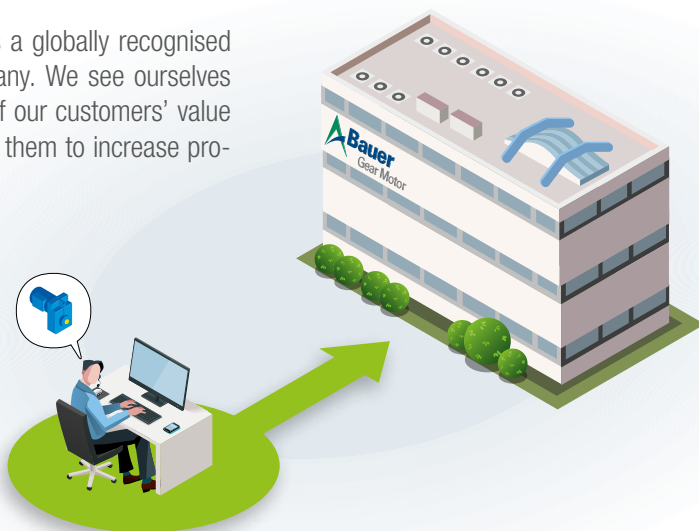 a globally recognised
any. We see ourselves
f our customers’ value
them to increase pro-
Bauer
Gear Motor